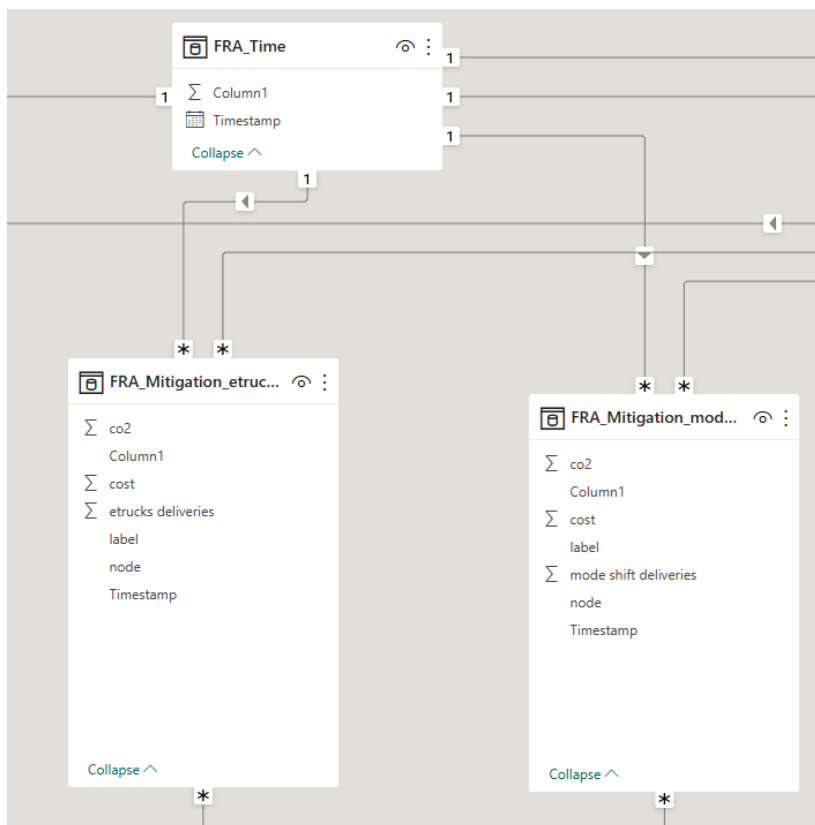 FRA_Time
1
1
Column1
1
Timestamp
1
Collapse
1
*
*
FRA_Mitigation_etruc...
co2
Column1
cost
etrucks deliveries
label
node
Timestamp
Collapse
*
*
*
FRA_Mitigation_mod...
co2
Column1
cost
label
mode shift deliveries
node
Timestamp
Collapse
*